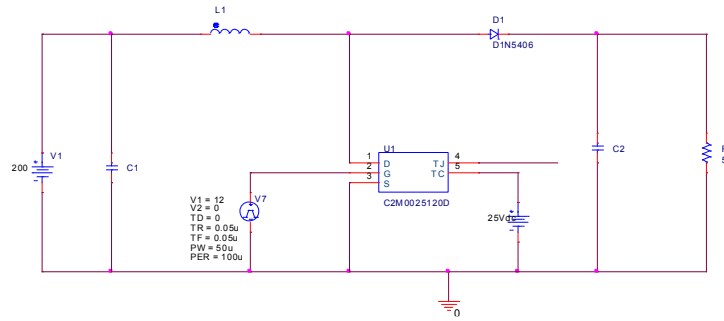 L1
D1
D1N5406
V1
200
C1
U1
1 D TJ 4
2 G TC 5
3 S
C2M0025120D
V7
V1 = 12
V2 = 0
TD = 0
TR = 0.05u
TF = 0.05u
PW = 50u
PER = 100u
25Vdc
C2
R
5
0